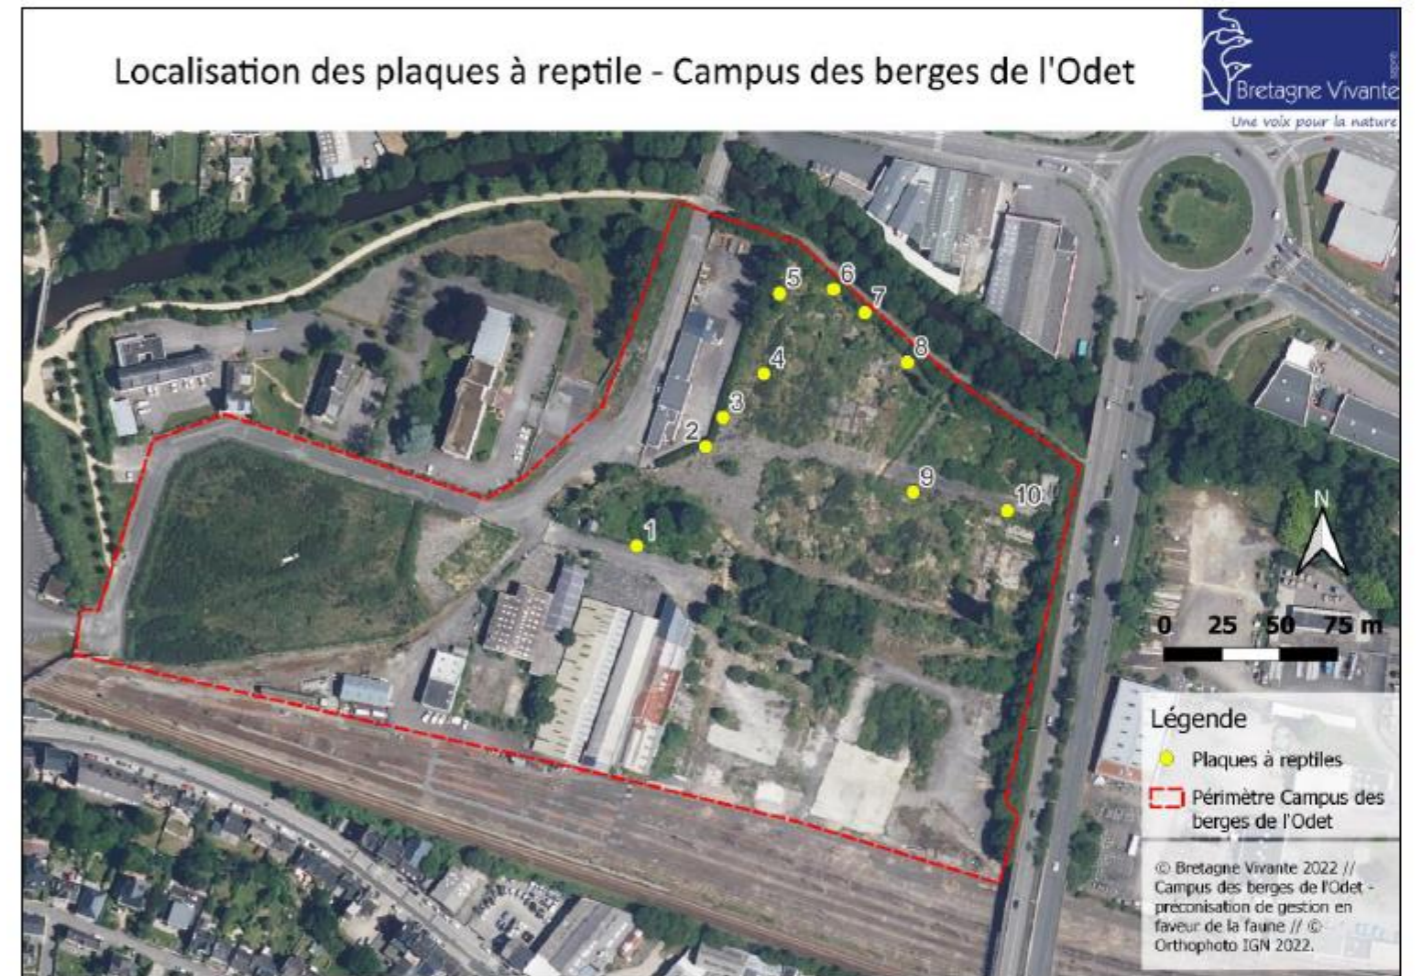 Localisation des plaques à reptile - Campus des berges de l'Odet
Bretagne Vivante
sepnb
Une voix pour la nature
5
6
7
8
4
3
2
9
10
1
N
0 25 50 75 m
Légende
Plaques à reptiles
Périmètre Campus des
berges de l'Odet
© Bretagne Vivante 2022 //
Campus des berges de l'Odet -
préconisation de gestion en
faveur de la faune // ©
Orthophoto IGN 2022.